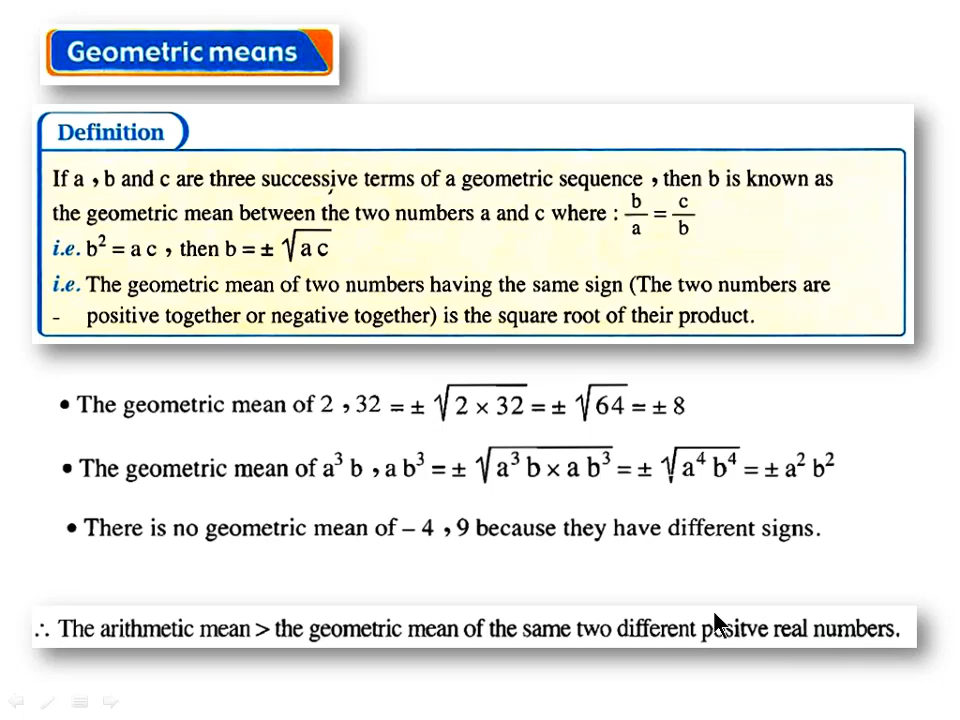 Geometric means
Definition
If a , b and c are three successive terms of a geometric sequence , then b is known as
the geometric mean between the two numbers a and c where : b/a = c/b
i.e. b² = a c , then b = ± √(a c)
i.e. The geometric mean of two numbers having the same sign (The two numbers are
- positive together or negative together) is the square root of their product.
• The geometric mean of 2 , 32 = ± √(2 × 32) = ± √64 = ± 8
• The geometric mean of a³ b , a b³ = ± √(a³ b × a b³) = ± √(a⁴ b⁴) = ± a² b²
• There is no geometric mean of – 4 , 9 because they have different signs.
∴ The arithmetic mean > the geometric mean of the same two different positve real numbers.